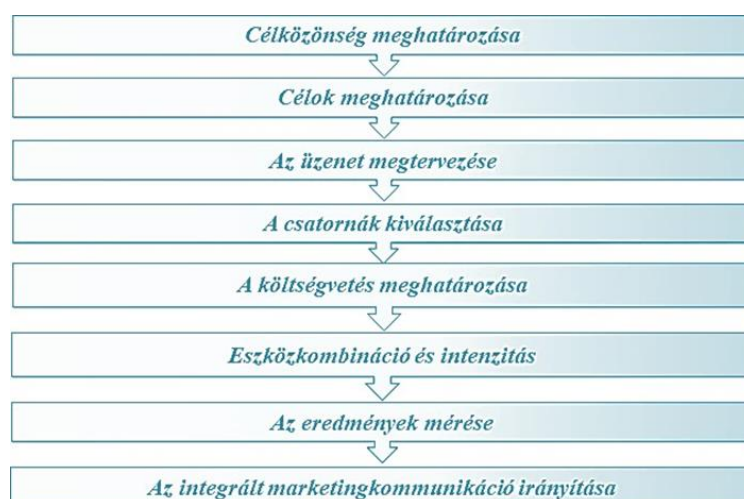 Célközönség meghatározása
Célok meghatározása
Az üzenet megtervezése
A csatornák kiválasztása
A költségvetés meghatározása
Eszközkombináció és intenzitás
Az eredmények mérése
Az integrált marketingkommunikáció irányítása